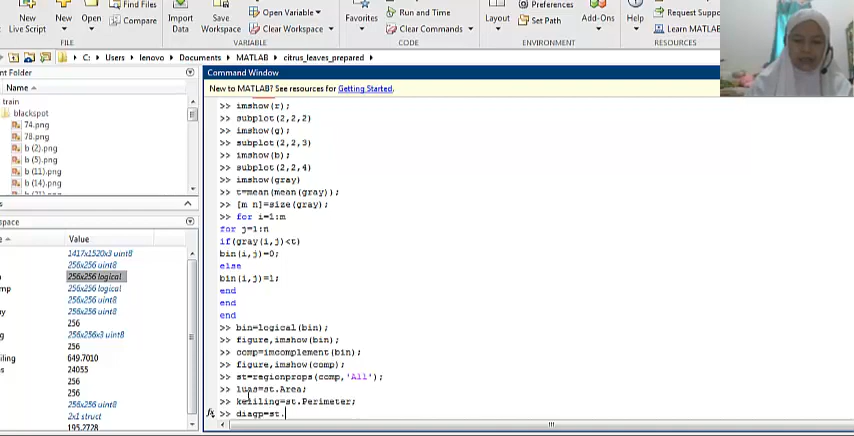 Find Files
Open Variable
Run and Time
Preferences
Request Suppo
New
New
Open
Compare
Import
Save
Clear Workspace
Favorites
Clear Commands
Layout
Set Path
Add-Ons
Help
Learn MATLAB
Live Script
Data
Workspace
FILE
VARIABLE
CODE
ENVIRONMENT
RESOURCES
C: ▸ Users ▸ lenovo ▸ Documents ▸ MATLAB ▸ citrus_leaves_prepared ▸
nt Folder
Name
train
blackspot
74.png
78.png
b (2).png
b (5).png
b (11).png
b (14).png
space
Value
1417x1520x3 uint8
256x256 uint8
256x256 logical
mp
256x256 logical
256x256 uint8
ay
256x256 uint8
256
g
256x256x3 uint8
256
iling
649.7010
s
24055
256
256
256x256 uint8
2x1 struct
195.2728
Command Window
New to MATLAB? See resources for Getting Started.
>> imshow(r);
>> subplot(2,2,2)
>> imshow(g);
>> subplot(2,2,3)
>> imshow(b);
>> subplot(2,2,4)
>> imshow(gray)
>> t=mean(mean(gray));
>> [m n]=size(gray);
>> for i=1:m
for j=1:n
if(gray(i,j)<t)
bin(i,j)=0;
else
bin(i,j)=1;
end
end
end
>> bin=logical(bin);
>> figure,imshow(bin);
>> comp=imcomplement(bin);
>> figure,imshow(comp);
>> st=regionprops(comp,'All');
>> luas=st.Area;
>> keliling=st.Perimeter;
fx >> diagp=st.